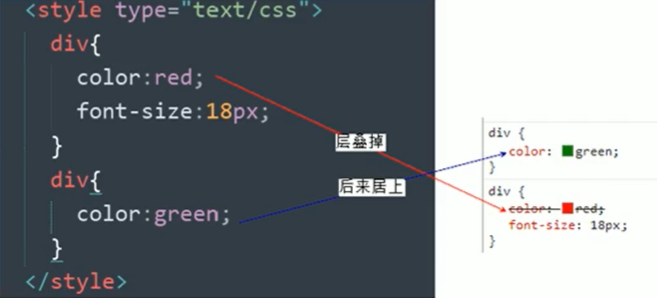 <style type="text/css">
div{
color:red;
font-size:18px;
}
div{
color:green;
}
</style>
层叠掉
后来居上
div {
color: green;
}
div {
color: red;
font-size: 18px;
}